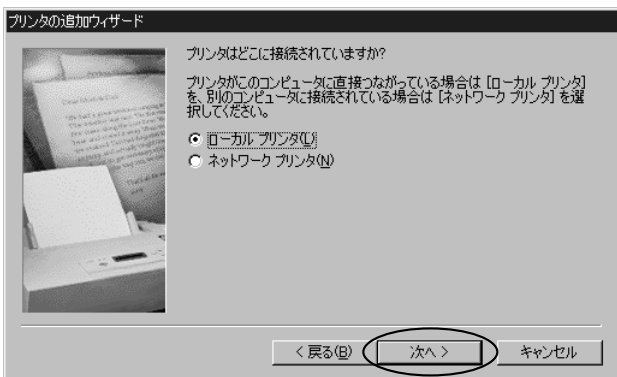 プリンタの追加ウィザード
プリンタはどこに接続されていますか?
プリンタがこのコンピュータに直接つながっている場合は [ローカル プリンタ]
を、別のコンピュータに接続されている場合は [ネットワーク プリンタ] を選
択してください。
ローカル プリンタ(L)
ネットワーク プリンタ(N)
< 戻る(B)
次へ >
キャンセル